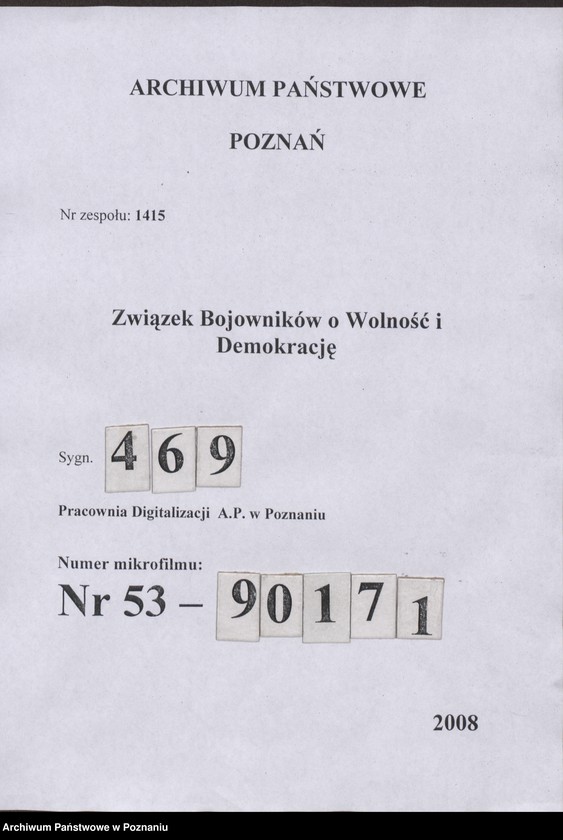 ARCHIWUM PAŃSTWOWE
POZNAŃ
Nr zespołu: 1415
Związek Bojowników o Wolność i
Demokrację
Sygn. 469
Pracownia Digitalizacji A.P. w Poznaniu
Numer mikrofilmu:
Nr 53 – 90171
2008
Archiwum Państwowe w Poznaniu